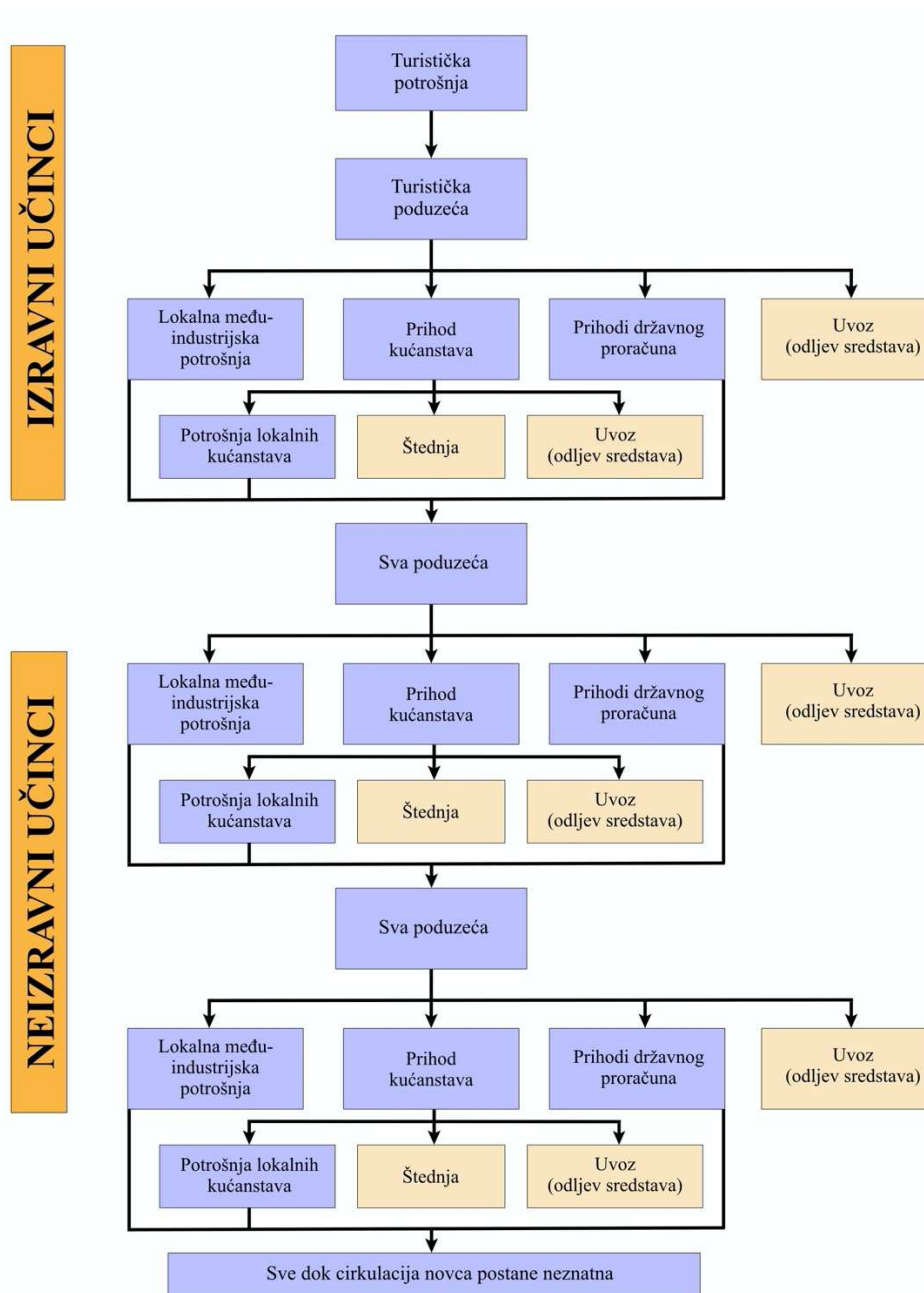 IZRAVNI UČINCI
Turistička
potrošnja
Turistička
poduzeća
Lokalna među-
industrijska
potrošnja
Prihod
kućanstava
Prihodi državnog
proračuna
Uvoz
(odljev sredstava)
Potrošnja lokalnih
kućanstava
Štednja
Uvoz
(odljev sredstava)
Sva poduzeća
NEIZRAVNI UČINCI
Lokalna među-
industrijska
potrošnja
Prihod
kućanstava
Prihodi državnog
proračuna
Uvoz
(odljev sredstava)
Potrošnja lokalnih
kućanstava
Štednja
Uvoz
(odljev sredstava)
Sva poduzeća
Lokalna među-
industrijska
potrošnja
Prihod
kućanstava
Prihodi državnog
proračuna
Uvoz
(odljev sredstava)
Potrošnja lokalnih
kućanstava
Štednja
Uvoz
(odljev sredstava)
Sve dok cirkulacija novca postane neznatna